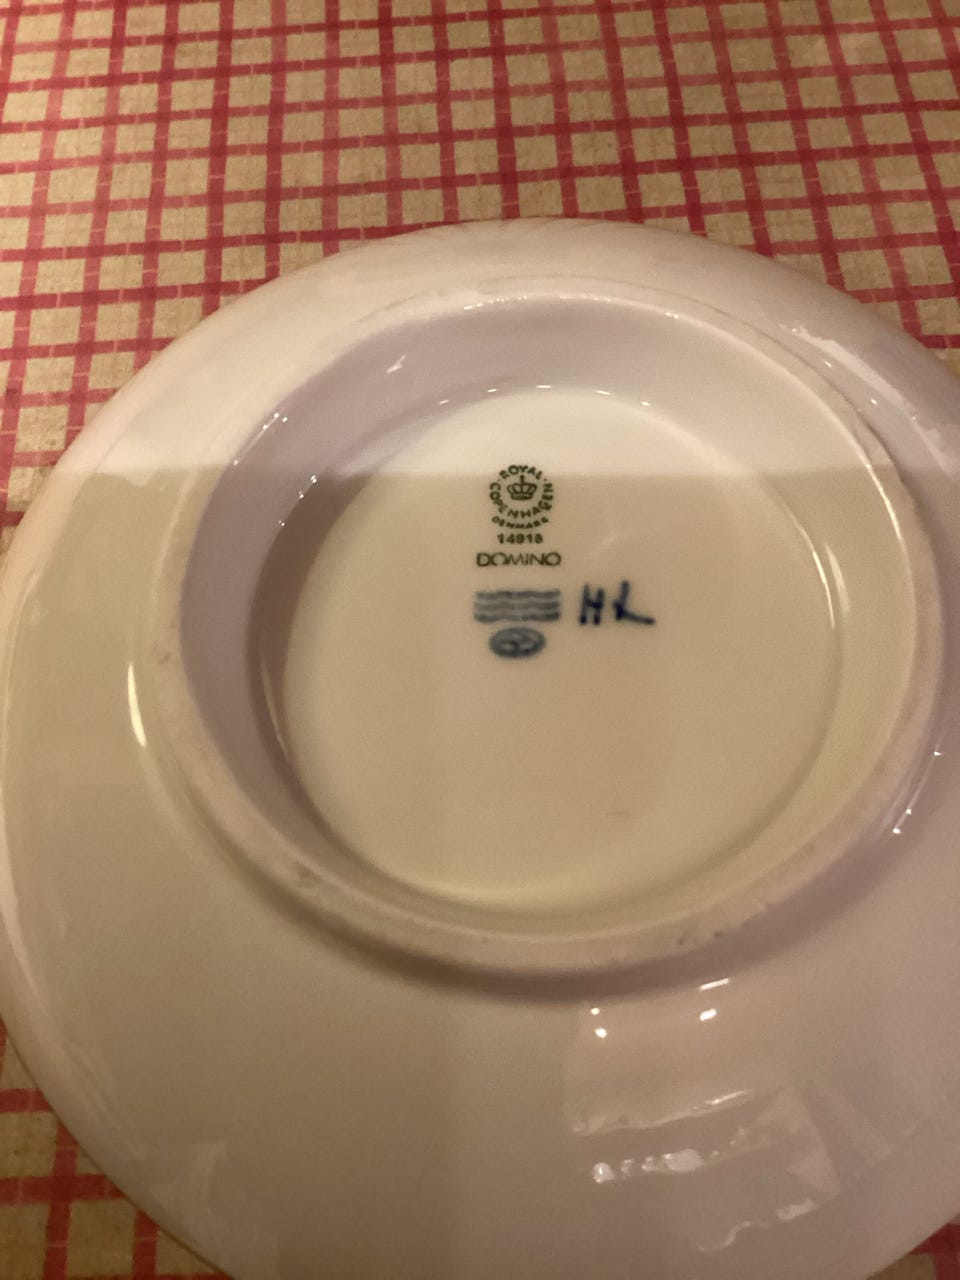 ROYAL
COPENHAGEN
DENMARK
14918
DOMINO
HL